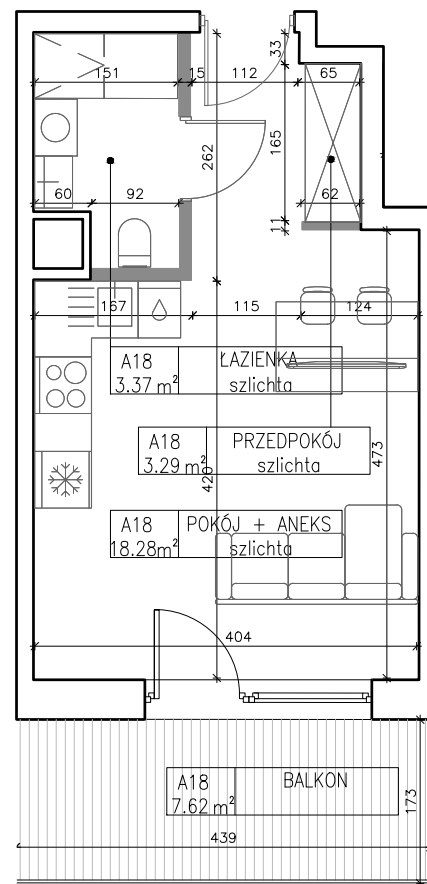 33
151 15 112 65
262
165
60 92 62
11
167 115 124
A18 ŁAZIENKA
3.37 m² szlichta
A18 PRZEDPOKÓJ
3.29 m² szlichta
473
420
A18 POKÓJ + ANEKS
18.28m² szlichta
404
A18 BALKON
7.62 m²
173
439